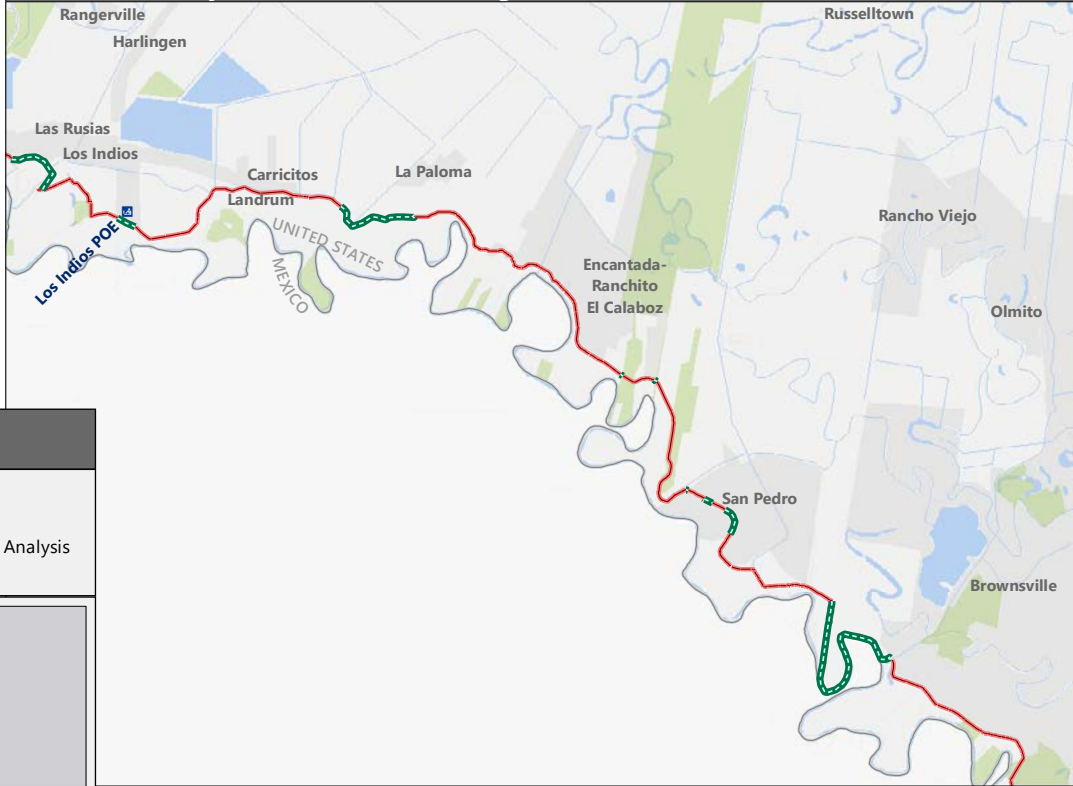 Rangerville
Russelltown
Harlingen
Las Rusias
Los Indios
Carricitos
La Paloma
Landrum
UNITED STATES
MEXICO
Los Indios POE
Rancho Viejo
Encantada-
Ranchito
El Calaboz
Olmito
San Pedro
Analysis
Brownsville